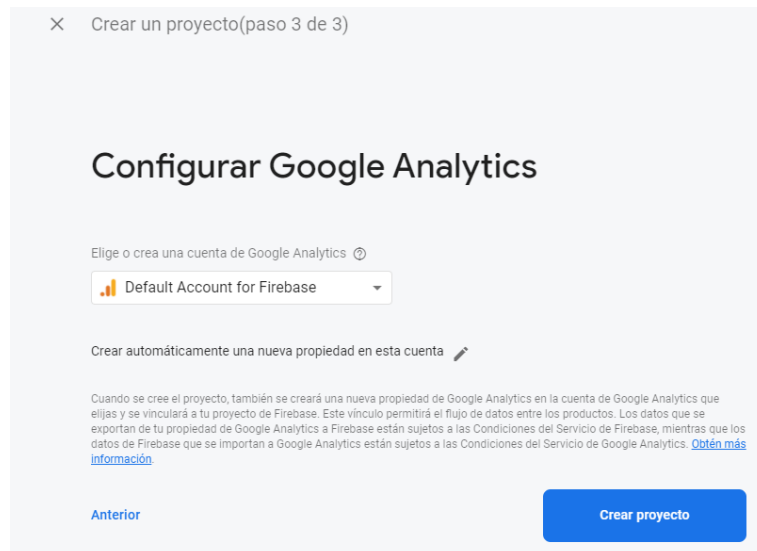 Crear un proyecto(paso 3 de 3)
Configurar Google Analytics
Elige o crea una cuenta de Google Analytics
Default Account for Firebase
Crear automáticamente una nueva propiedad en esta cuenta
Cuando se cree el proyecto, también se creará una nueva propiedad de Google Analytics en la cuenta de Google Analytics que
elijas y se vinculará a tu proyecto de Firebase. Este vínculo permitirá el flujo de datos entre los productos. Los datos que se
exportan de tu propiedad de Google Analytics a Firebase están sujetos a las Condiciones del Servicio de Firebase, mientras que los
datos de Firebase que se importan a Google Analytics están sujetos a las Condiciones del Servicio de Google Analytics. Obtén más
información.
Anterior
Crear proyecto